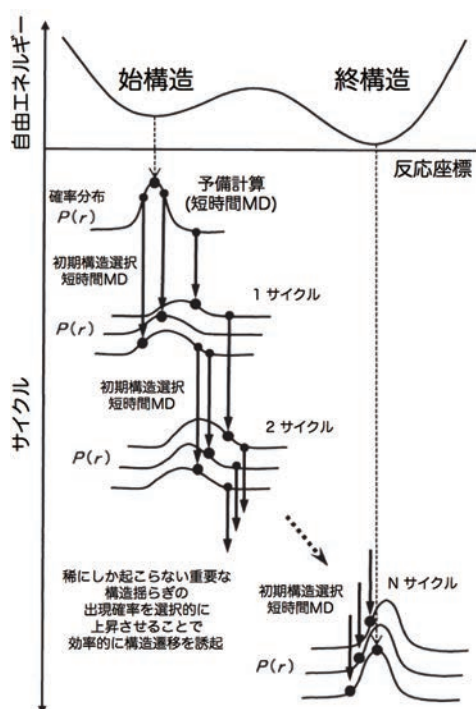 自由エネルギー
始構造
終構造
反応座標
サイクル
確率分布
P(r)
予備計算
(短時間MD)
初期構造選択
短時間MD
1 サイクル
P(r)
初期構造選択
短時間MD
2 サイクル
P(r)
稀にしか起こらない重要な
構造揺らぎの
出現確率を選択的に
上昇させることで
効率的に構造遷移を誘起
初期構造選択
短時間MD
N サイクル
P(r)